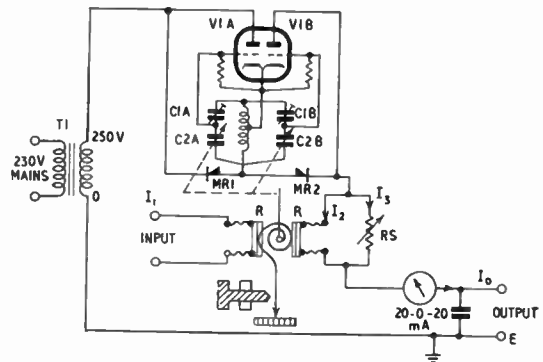 V1A V1B
C1A C1B
T1
C2A C2B
250V
230V
MAINS
MR1 MR2
0
I₁ R R I₂ I₃
INPUT RS
I₀
20-0-20
mA
OUTPUT
E